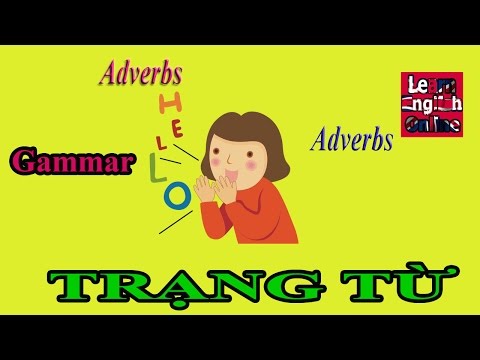 Adverbs
HELLO
Learn
English
Online
Adverbs
Gammar
TRẠNG TỪ